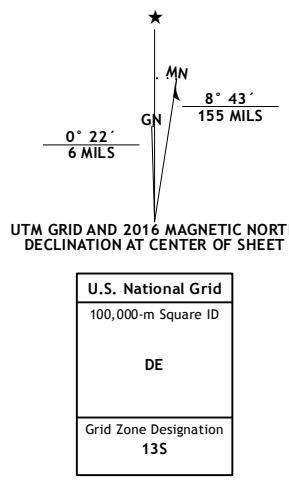 MN
GN
8° 43´
155 MILS
0° 22´
6 MILS
UTM GRID AND 2016 MAGNETIC NORT
DECLINATION AT CENTER OF SHEET
U.S. National Grid
100,000-m Square ID
DE
Grid Zone Designation
13S